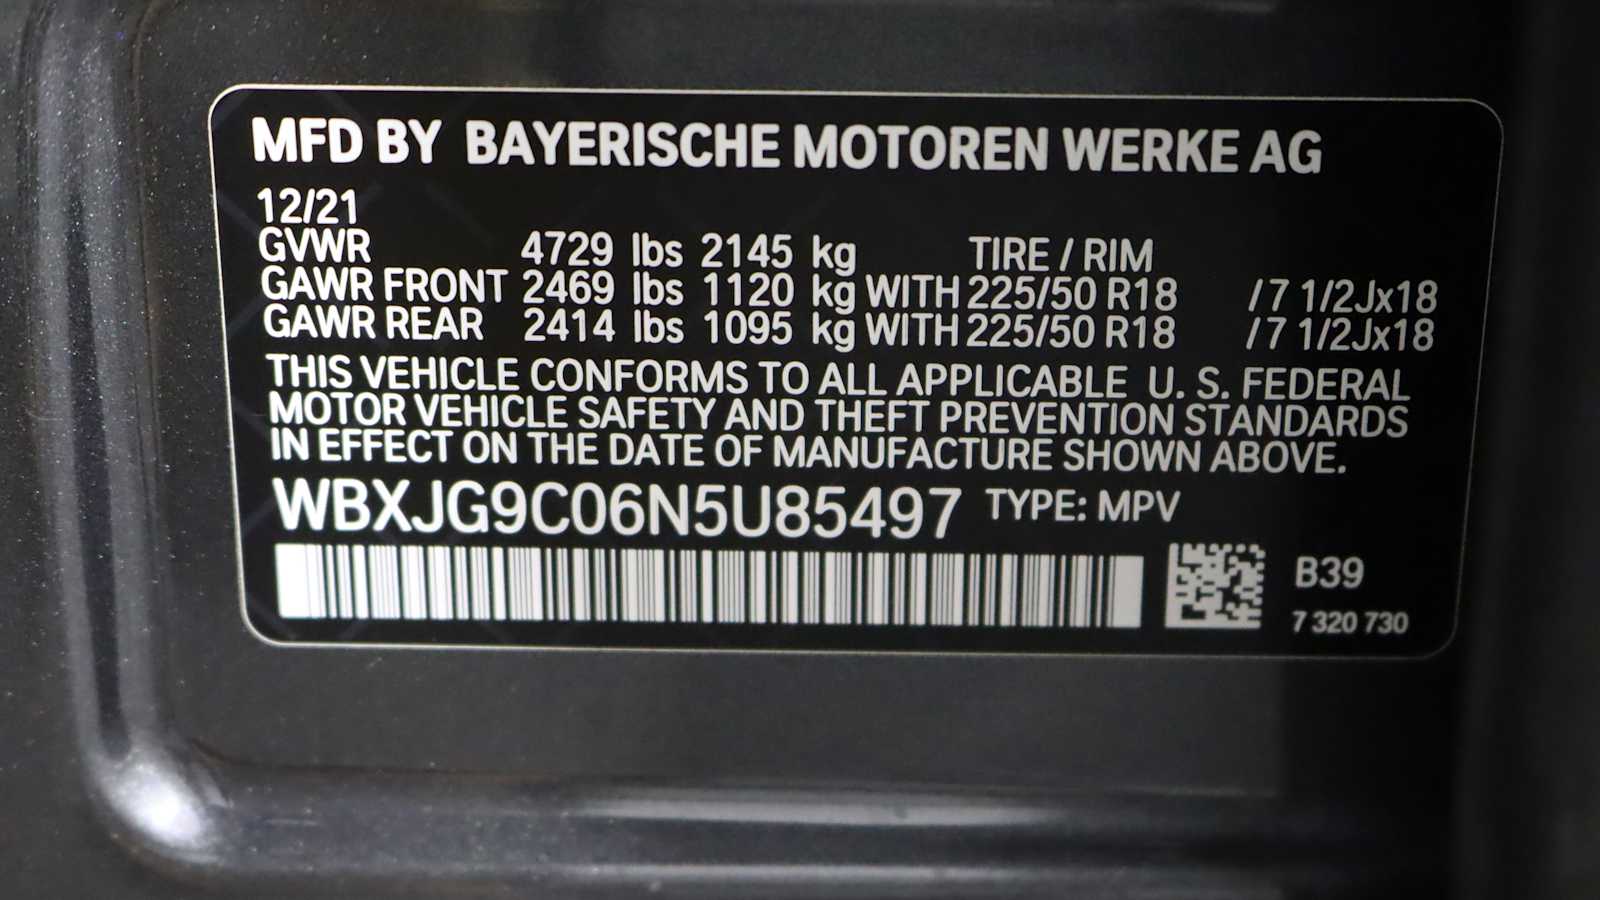 MFD BY BAYERISCHE MOTOREN WERKE AG
12/21
GVWR 4729 lbs 2145 kg TIRE / RIM
GAWR FRONT 2469 lbs 1120 kg WITH 225/50 R18 /7 1/2Jx18
GAWR REAR 2414 lbs 1095 kg WITH 225/50 R18 /7 1/2Jx18
THIS VEHICLE CONFORMS TO ALL APPLICABLE U. S. FEDERAL
MOTOR VEHICLE SAFETY AND THEFT PREVENTION STANDARDS
IN EFFECT ON THE DATE OF MANUFACTURE SHOWN ABOVE.
WBXJG9C06N5U85497 TYPE: MPV
B39
7 320 730